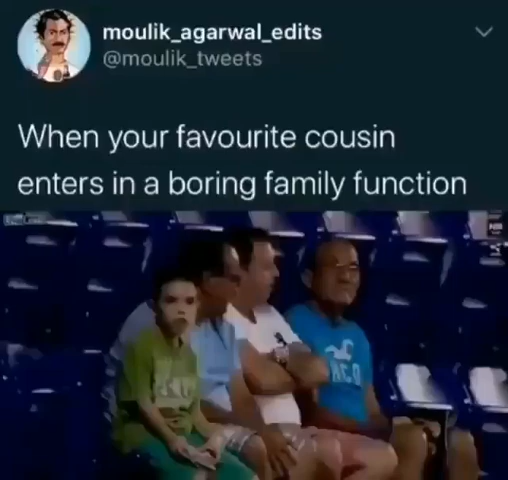 moulik_agarwal_edits
@moulik_tweets
When your favourite cousin
enters in a boring family function